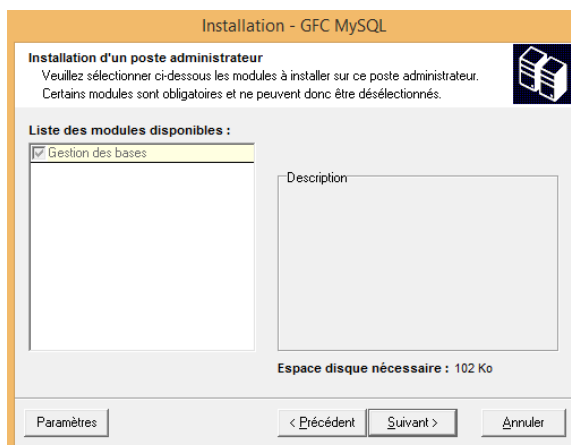 Installation - GFC MySQL
Installation d'un poste administrateur
Veuillez sélectionner ci-dessous les modules à installer sur ce poste administrateur.
Certains modules sont obligatoires et ne peuvent donc être désélectionnés.
Liste des modules disponibles :
Gestion des bases
Description
Espace disque nécessaire : 102 Ko
Paramètres
< Précédent
Suivant >
Annuler